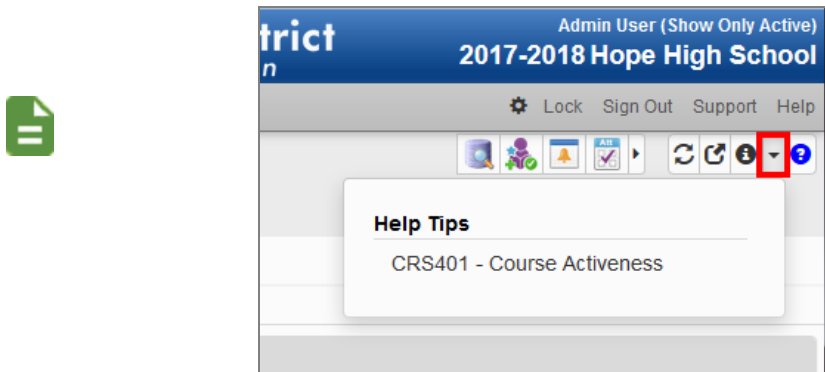 trict
n
Admin User (Show Only Active)
2017-2018 Hope High School
Lock Sign Out Support Help
Att
Help Tips
CRS401 - Course Activeness